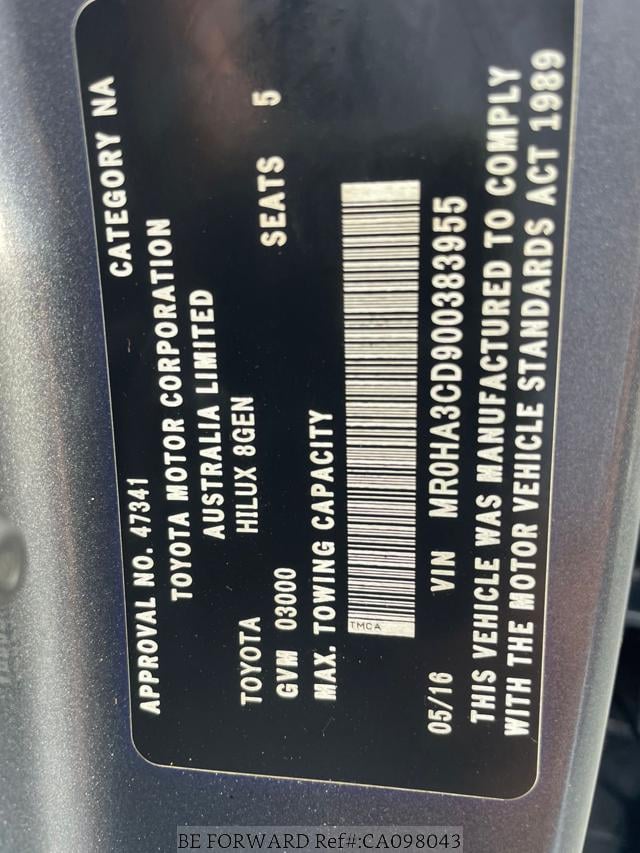 APPROVAL NO. 47341 CATEGORY NA
TOYOTA MOTOR CORPORATION
AUSTRALIA LIMITED
TOYOTA HILUX 8GEN
GVM 03000 SEATS 5
MAX. TOWING CAPACITY
TMCA
05/16 VIN MR0HA3CD900383955
THIS VEHICLE WAS MANUFACTURED TO COMPLY
WITH THE MOTOR VEHICLE STANDARDS ACT 1989
BE FORWARD Ref#:CA098043